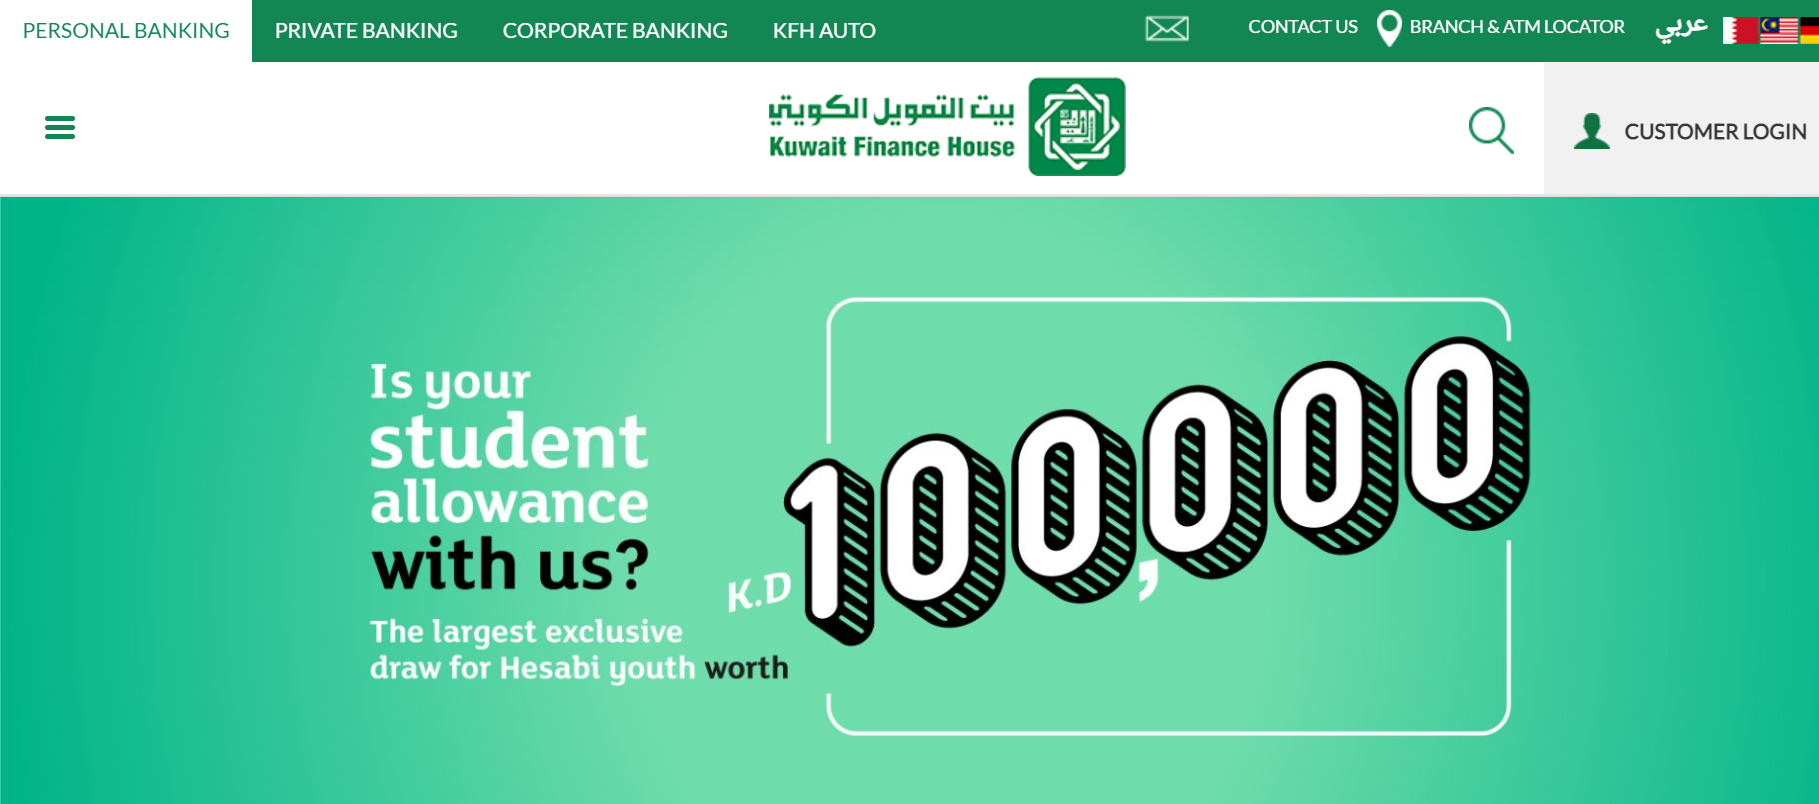 PERSONAL BANKING
PRIVATE BANKING
CORPORATE BANKING
KFH AUTO
CONTACT US
BRANCH & ATM LOCATOR
عربي
بيت التمويل الكويتي
Kuwait Finance House
CUSTOMER LOGIN
Is your
student
allowance
with us?
The largest exclusive
draw for Hesabi youth worth
K.D 100,000